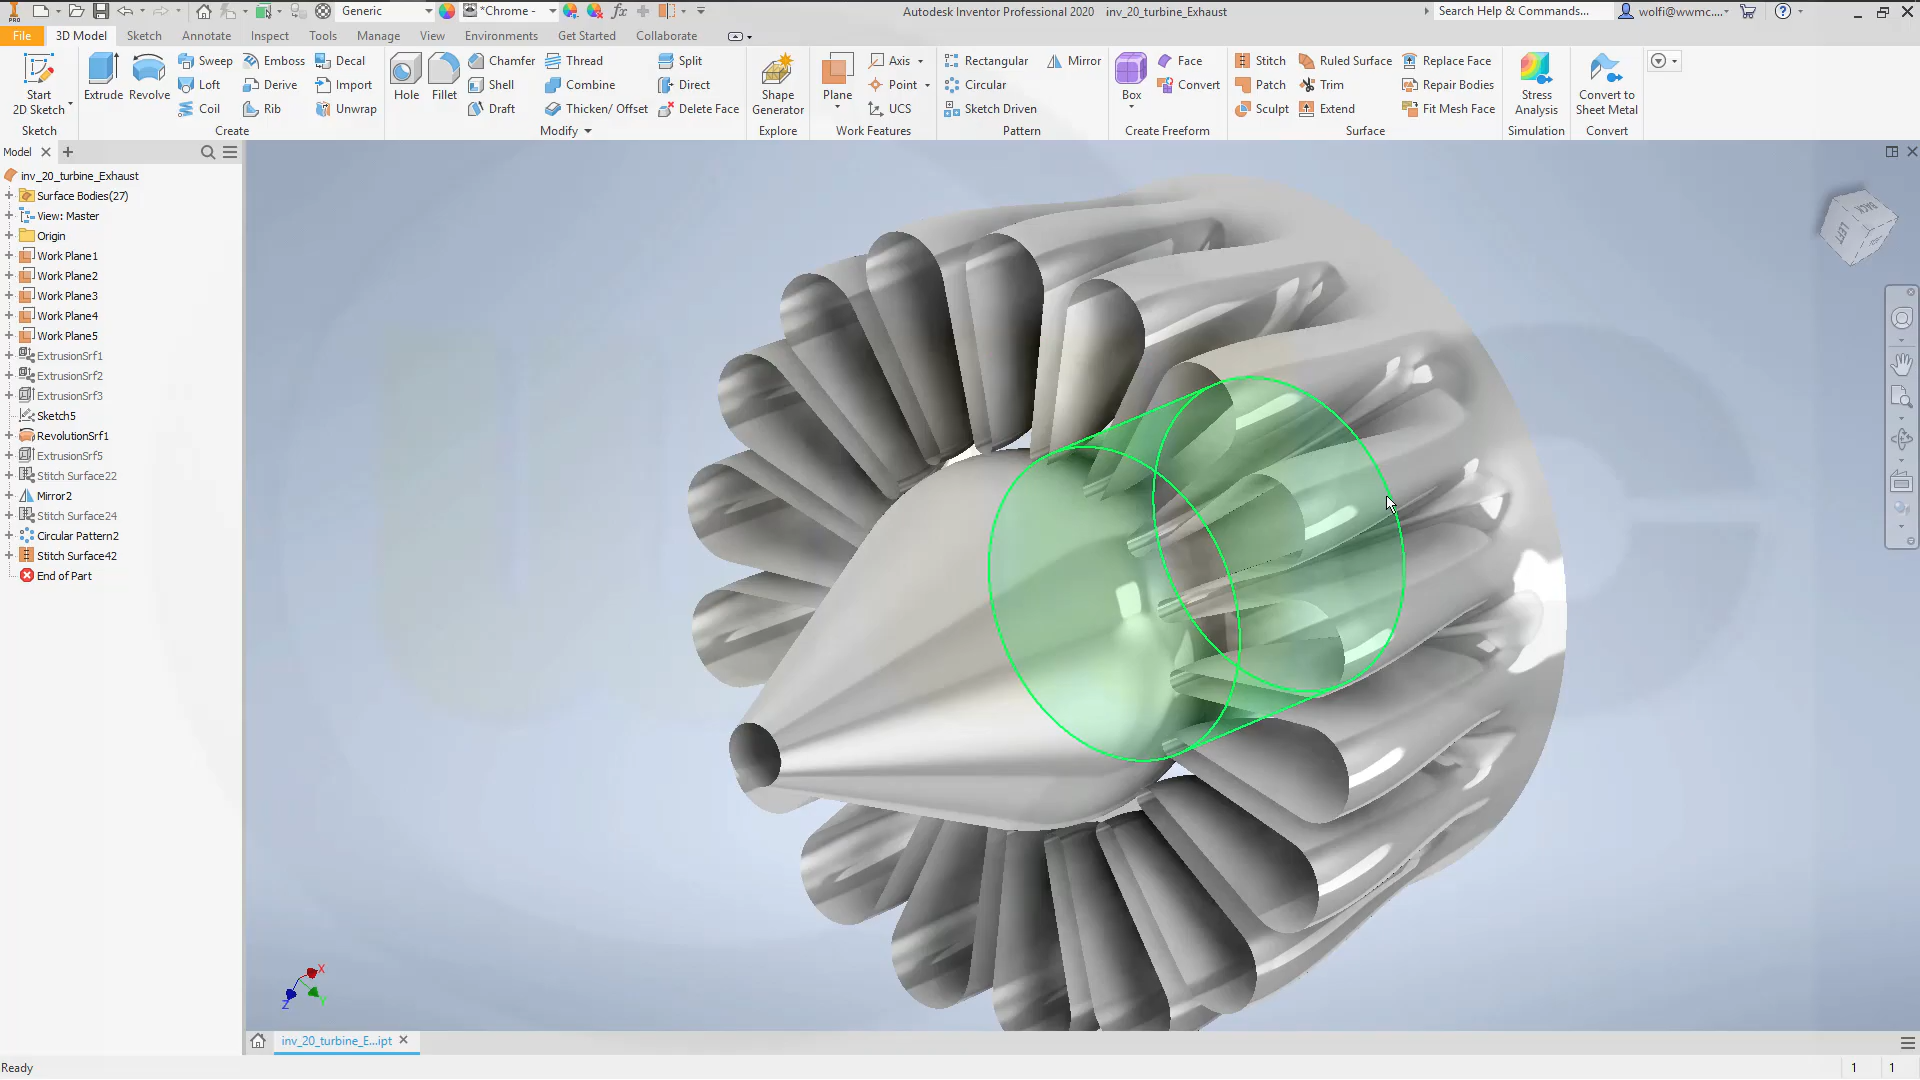 PRO
Generic
*Chrome -
fx
Autodesk Inventor Professional 2020 inv_20_turbine_Exhaust
Search Help & Commands...
wolfi@wwmc....
File
3D Model
Sketch
Annotate
Inspect
Tools
Manage
View
Environments
Get Started
Collaborate
Start
2D Sketch
Sketch
Extrude
Revolve
Sweep
Loft
Coil
Emboss
Derive
Rib
Decal
Import
Unwrap
Create
Hole
Fillet
Chamfer
Shell
Draft
Thread
Combine
Thicken/ Offset
Split
Direct
Delete Face
Modify
Shape
Generator
Explore
Plane
Axis
Point
UCS
Work Features
Rectangular
Circular
Sketch Driven
Mirror
Pattern
Box
Face
Convert
Create Freeform
Stitch
Patch
Sculpt
Ruled Surface
Trim
Extend
Replace Face
Repair Bodies
Fit Mesh Face
Surface
Stress
Analysis
Simulation
Convert to
Sheet Metal
Convert
Model
inv_20_turbine_Exhaust
Surface Bodies(27)
View: Master
Origin
Work Plane1
Work Plane2
Work Plane3
Work Plane4
Work Plane5
ExtrusionSrf1
ExtrusionSrf2
ExtrusionSrf3
Sketch5
RevolutionSrf1
ExtrusionSrf5
Stitch Surface22
Mirror2
Stitch Surface24
Circular Pattern2
Stitch Surface42
End of Part
BACK
LEFT
X
Y
Z
inv_20_turbine_E...ipt
Ready
1 1